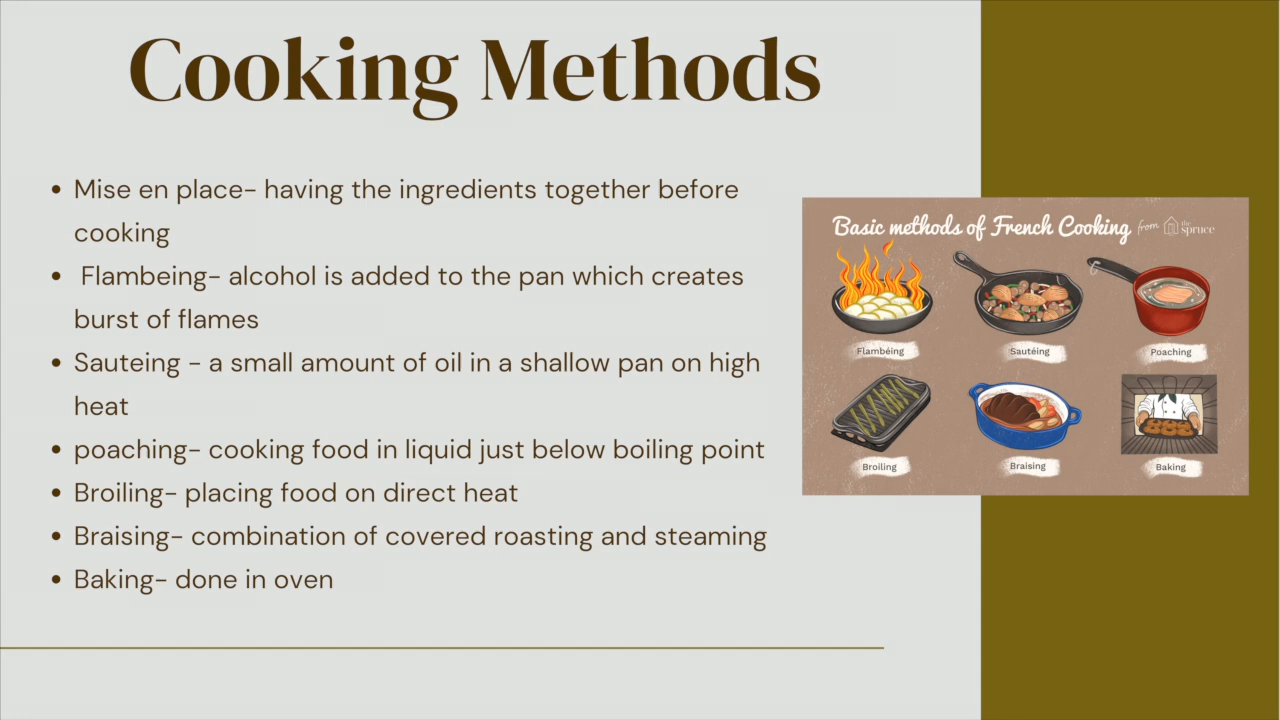 Cooking Methods
Mise en place- having the ingredients together before
cooking
Flambeing- alcohol is added to the pan which creates
burst of flames
Sauteing - a small amount of oil in a shallow pan on high
heat
poaching- cooking food in liquid just below boiling point
Broiling- placing food on direct heat
Braising- combination of covered roasting and steaming
Baking- done in oven
Basic methods of French Cooking from the spruce
Flambéing Sautéing Poaching
Broiling Braising Baking